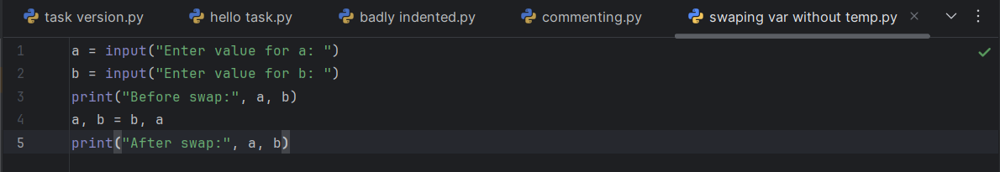 task version.py hello task.py badly indented.py commenting.py swaping var without temp.py
1 a = input("Enter value for a: ")
2 b = input("Enter value for b: ")
3 print("Before swap:", a, b)
4 a, b = b, a
5 print("After swap:", a, b)